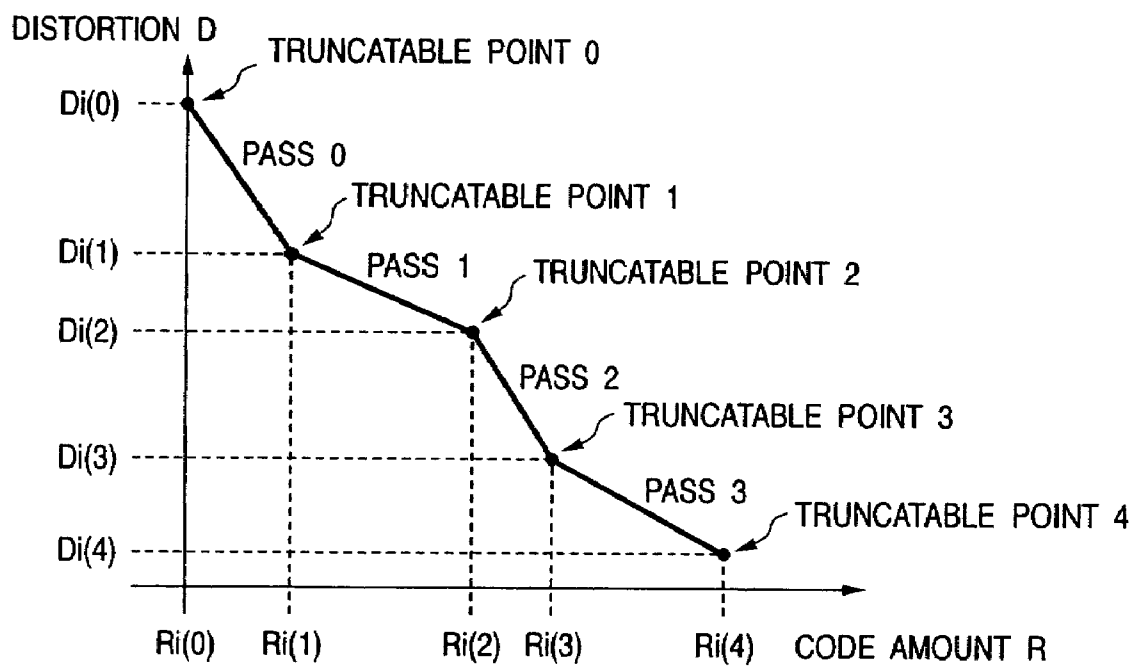 DISTORTION D
TRUNCATABLE POINT 0
Di(0)
PASS 0
TRUNCATABLE POINT 1
Di(1)
PASS 1
TRUNCATABLE POINT 2
Di(2)
PASS 2
TRUNCATABLE POINT 3
Di(3)
PASS 3
TRUNCATABLE POINT 4
Di(4)
Ri(0) Ri(1) Ri(2) Ri(3) Ri(4) CODE AMOUNT R